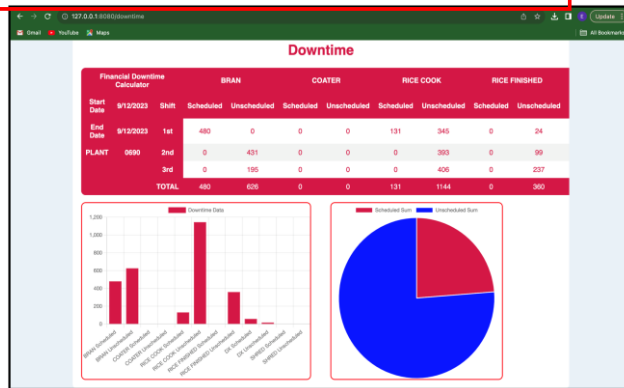 127.0.0.1:8080/downtime
Update
Gmail YouTube Maps
All Bookmarks
Downtime
Financial Downtime Calculator BRAN COATER RICE COOK RICE FINISHED
Start Date 9/12/2023 Shift Scheduled Unscheduled Scheduled Unscheduled Scheduled Unscheduled Scheduled Unscheduled
End Date 9/12/2023 1st 480 0 0 0 131 345 0 24
PLANT 0690 2nd 0 431 0 0 0 393 0 99
3rd 0 195 0 0 0 406 0 237
TOTAL 480 626 0 0 131 1144 0 360
Downtime Data
1,200
1,000
800
600
400
200
0
BRAN Scheduled
BRAN Unscheduled
COATER Scheduled
COATER Unscheduled
RICE COOK Scheduled
RICE COOK Unscheduled
RICE FINISHED Scheduled
RICE FINISHED Unscheduled
DX Scheduled
DX Unscheduled
SHRED Scheduled
SHRED Unscheduled
Scheduled Sum Unscheduled Sum